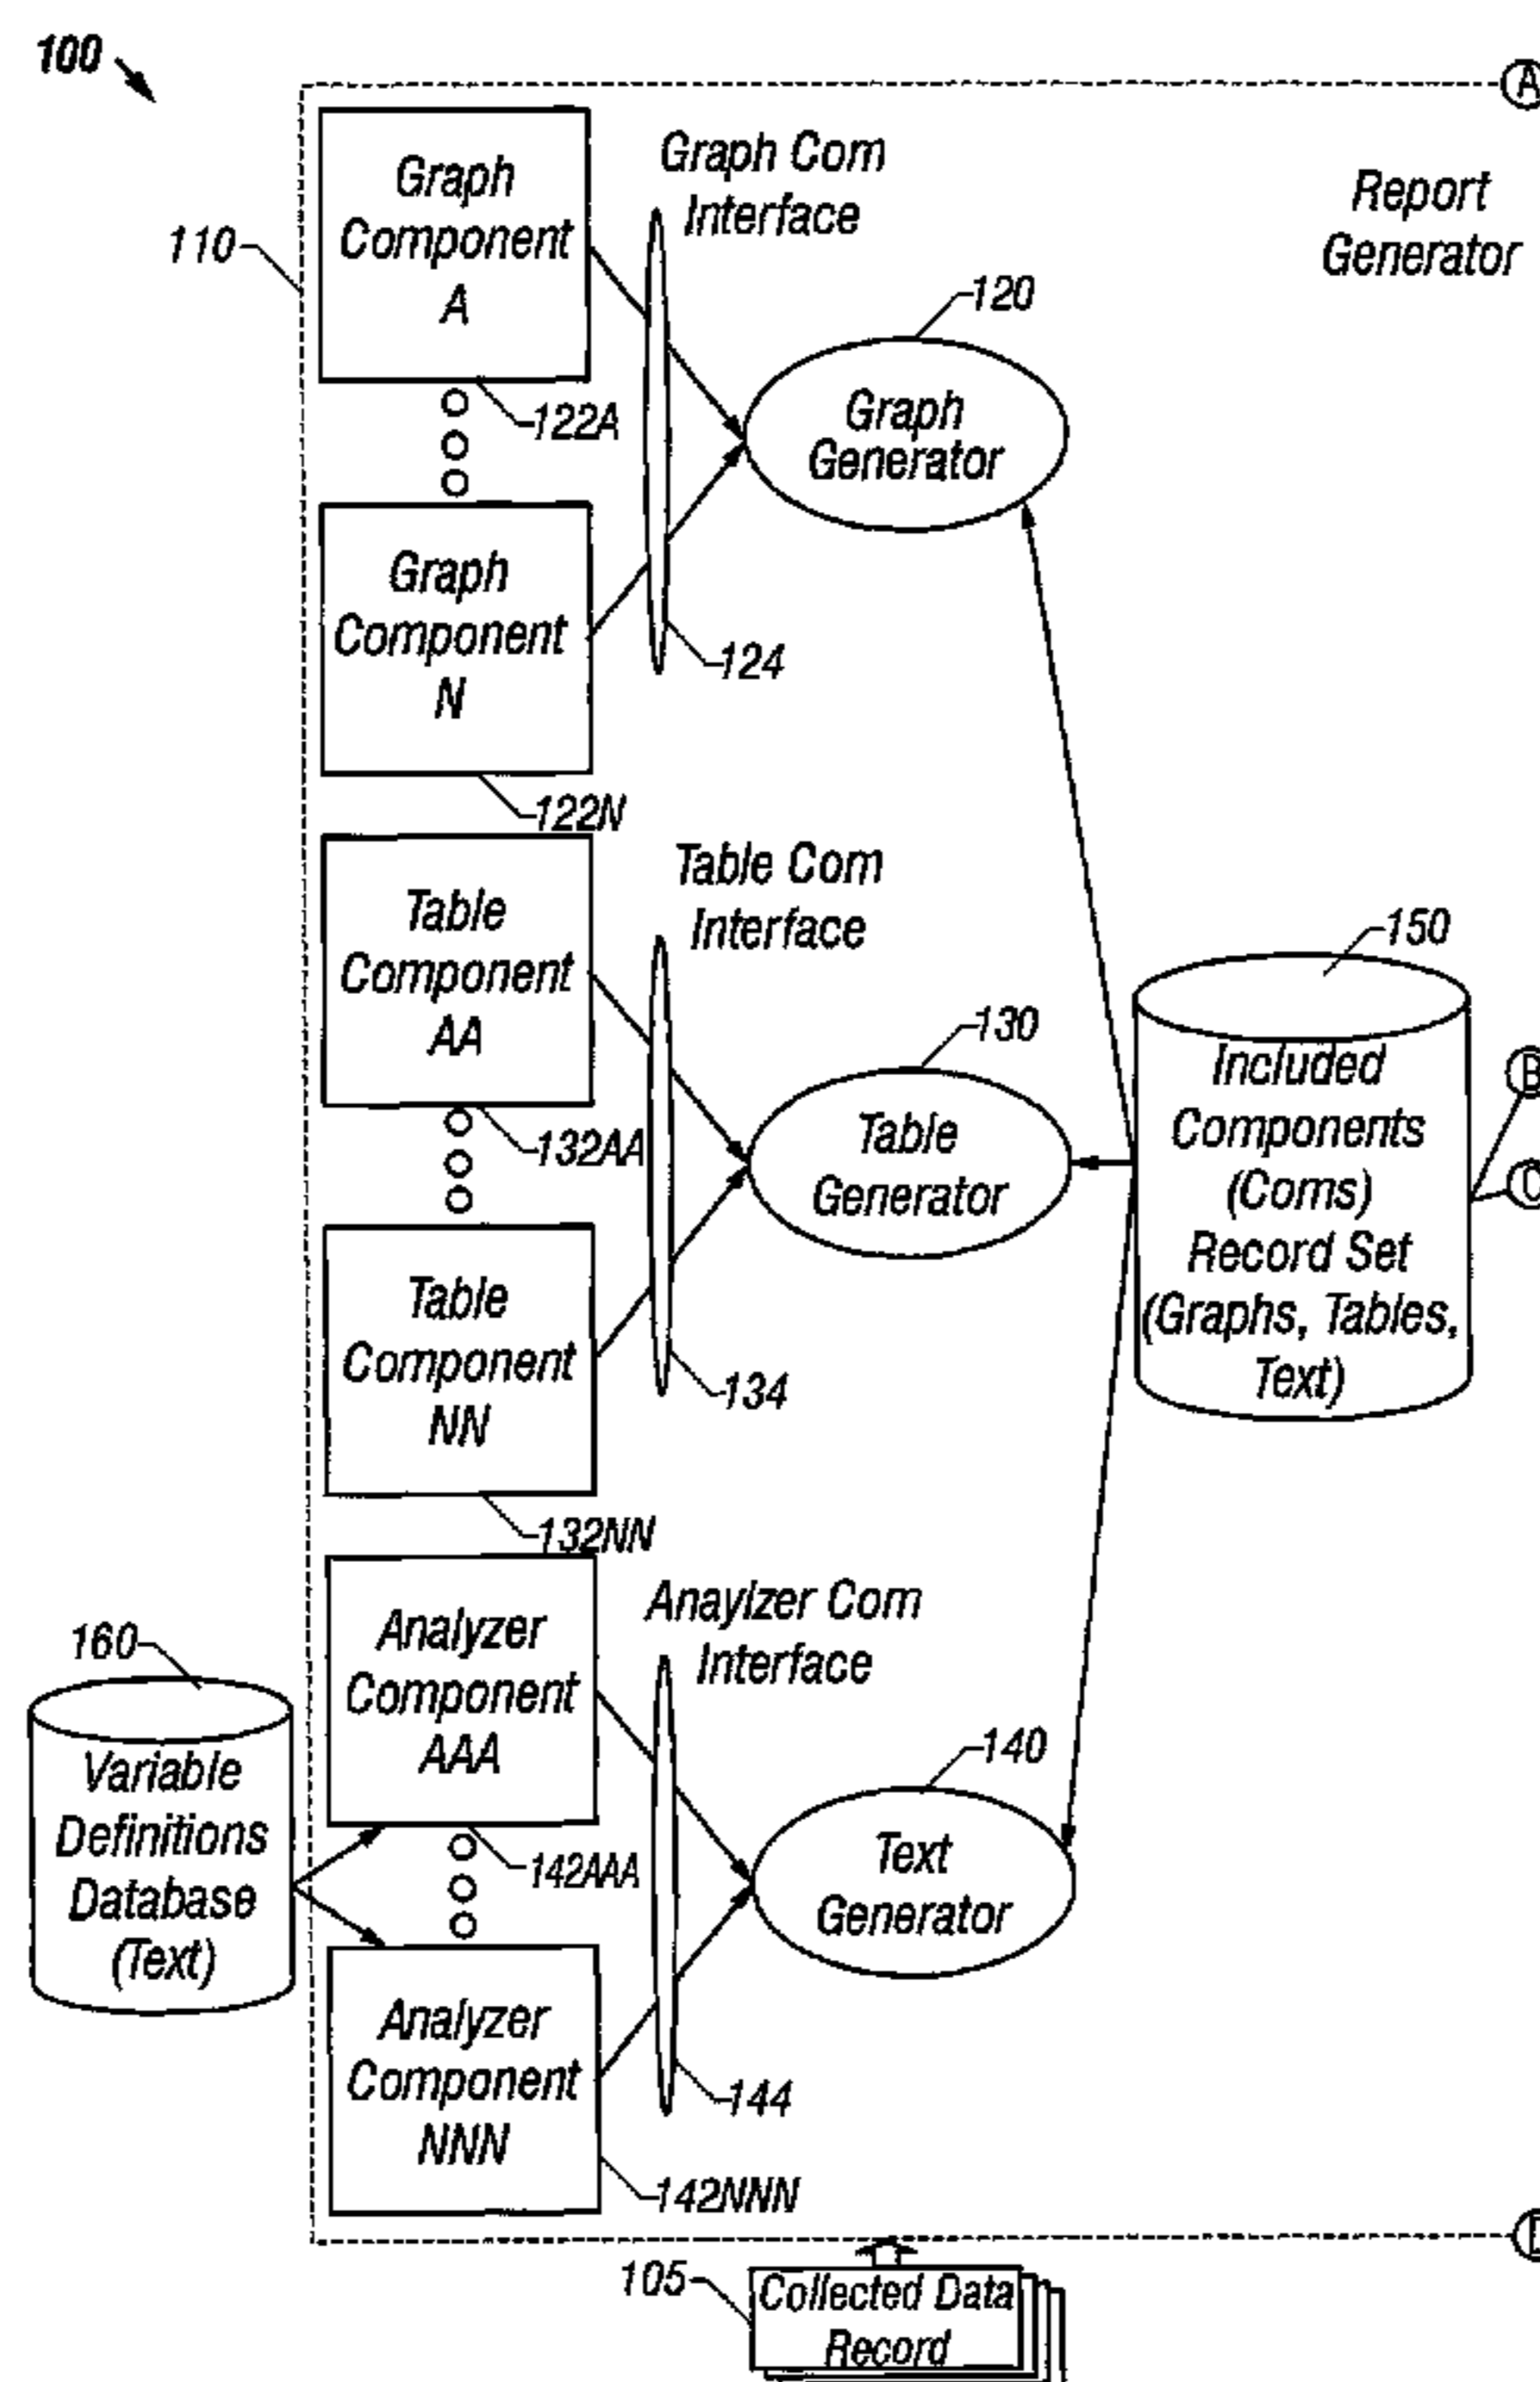 100
A
Graph
Component
A
Graph Com
Interface
Report
Generator
110
120
Graph
Generator
122A
Graph
Component
N
124
122N
Table
Component
AA
Table Com
Interface
150
130
Included
Components
(Coms)
Record Set
(Graphs, Tables,
Text)
B
C
Table
Generator
132AA
Table
Component
NN
134
132NN
Analyzer
Component
AAA
Anaylzer Com
Interface
160
Variable
Definitions
Database
(Text)
140
Text
Generator
142AAA
Analyzer
Component
NNN
144
142NNN
105
Collected Data
Record